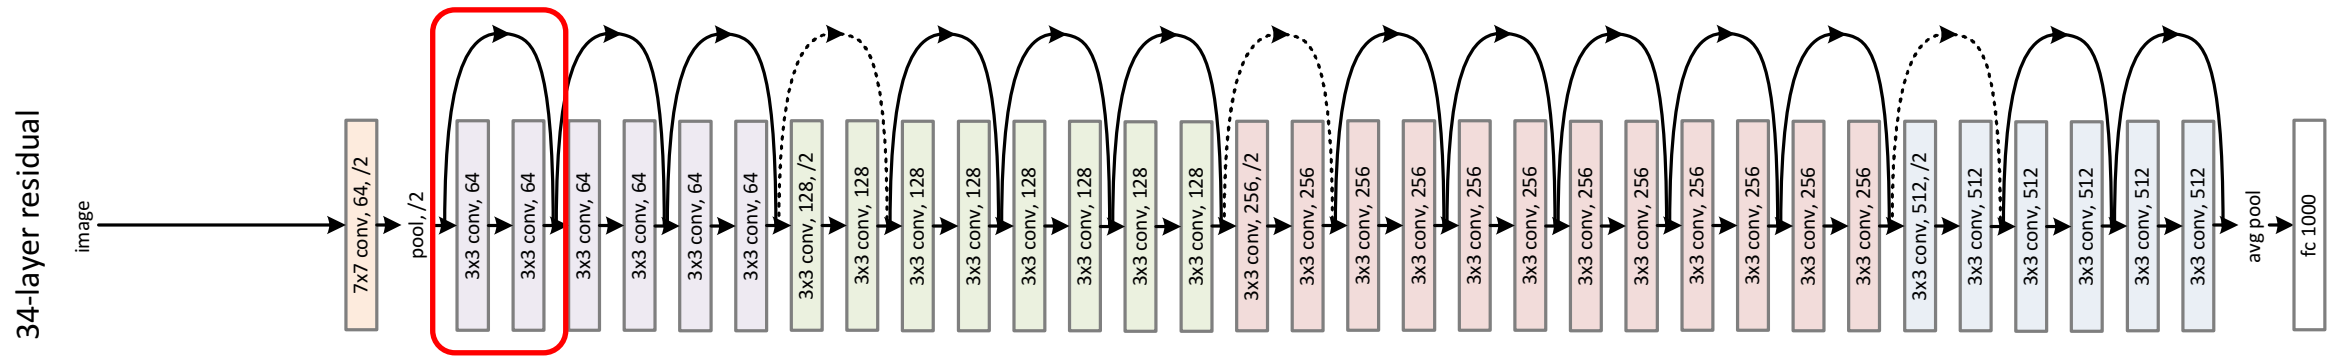 34-layer residual
image
7x7 conv, 64, /2
pool, /2
3x3 conv, 64
3x3 conv, 64
3x3 conv, 64
3x3 conv, 64
3x3 conv, 64
3x3 conv, 64
3x3 conv, 128, /2
3x3 conv, 128
3x3 conv, 128
3x3 conv, 128
3x3 conv, 128
3x3 conv, 128
3x3 conv, 128
3x3 conv, 128
3x3 conv, 256, /2
3x3 conv, 256
3x3 conv, 256
3x3 conv, 256
3x3 conv, 256
3x3 conv, 256
3x3 conv, 256
3x3 conv, 256
3x3 conv, 256
3x3 conv, 256
3x3 conv, 256
3x3 conv, 256
3x3 conv, 512, /2
3x3 conv, 512
3x3 conv, 512
3x3 conv, 512
3x3 conv, 512
3x3 conv, 512
avg pool
fc 1000